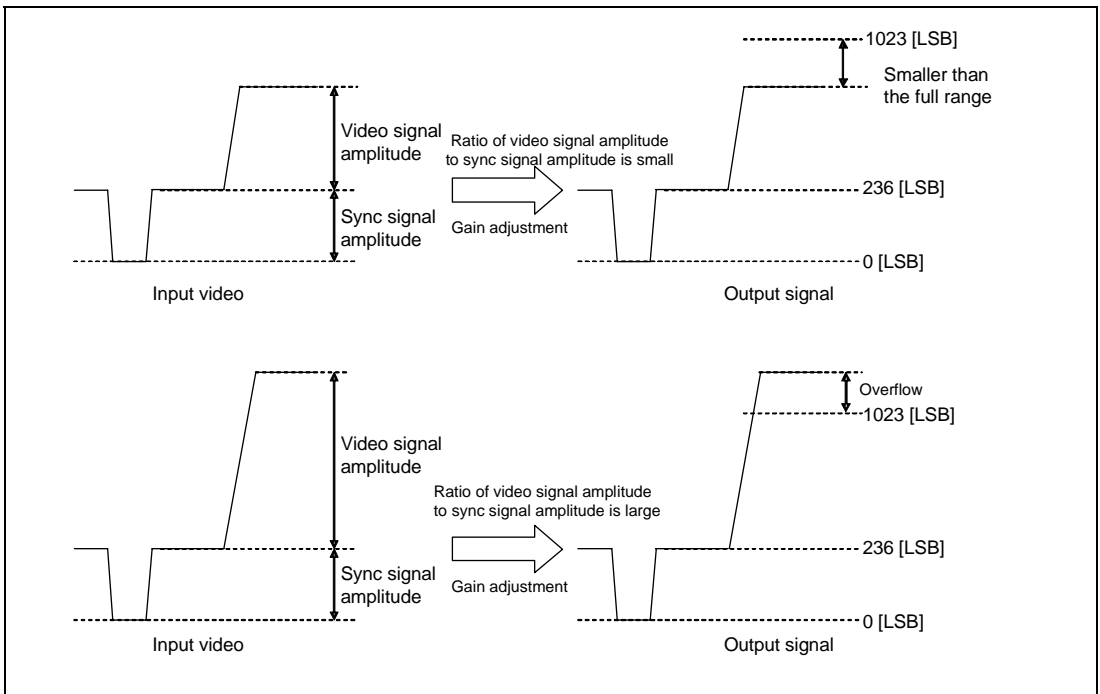 1023 [LSB]
Smaller than
the full range
Video signal
amplitude
Ratio of video signal amplitude
to sync signal amplitude is small
236 [LSB]
Sync signal
amplitude
Gain adjustment
0 [LSB]
Input video
Output signal
Overflow
1023 [LSB]
Video signal
amplitude
Ratio of video signal amplitude
to sync signal amplitude is large
236 [LSB]
Sync signal
amplitude
Gain adjustment
0 [LSB]
Input video
Output signal